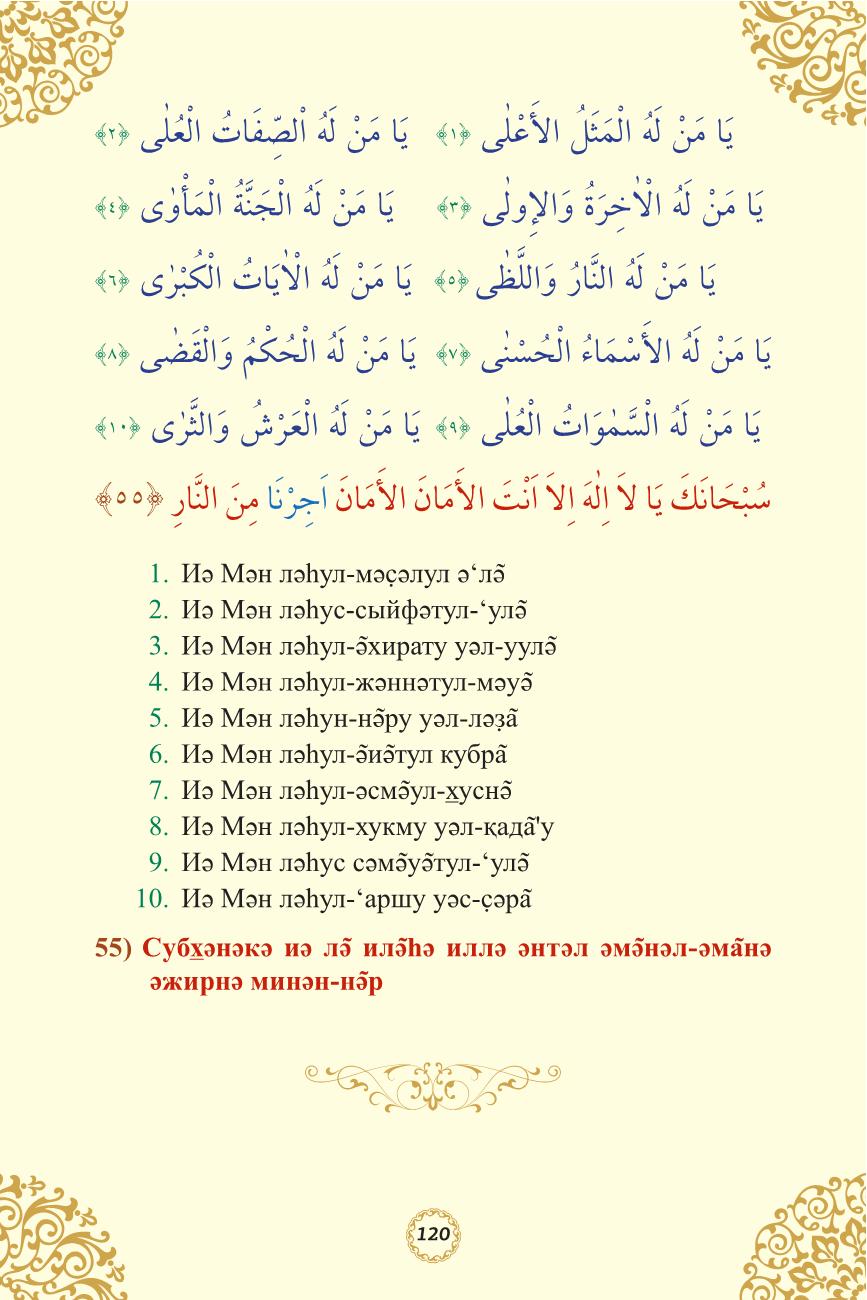 يَا مَنْ لَهُ الْمَثَلُ الأَعْلٰى ﴿١﴾ يَا مَنْ لَهُ اْلصِّفَاتُ الْعُلٰى ﴿٢﴾
يَا مَنْ لَهُ الْاٰخِرَةُ وَالإِولٰى ﴿٣﴾ يَا مَنْ لَهُ الْجَنَّةُ الْمَأْوٰى ﴿٤﴾
يَا مَنْ لَهُ النَّارُ وَاللَّظٰى ﴿٥﴾ يَا مَنْ لَهُ الْاٰيَاتُ الْكُبْرٰى ﴿٦﴾
يَا مَنْ لَهُ الأَسْمَاءُ الْحُسْنٰى ﴿٧﴾ يَا مَنْ لَهُ الْحُكْمُ وَالْقَضٰى ﴿٨﴾
يَا مَنْ لَهُ الْسَّمٰوَاتُ الْعُلٰى ﴿٩﴾ يَا مَنْ لَهُ الْعَرْشُ وَالثَّرٰى ﴿١٠﴾
سُبْحَانَكَ يَا لاَ اِلٰهَ اِلاَ اَنْتَ الأَمَانَ الأَمَانَ اَجِرْنَا مِنَ النَّارِ ﴿٥٥﴾
1. Иә Мән ләһул-мәҫәлул ә‘лә̃
2. Иә Мән ләһус-сыйфәтул-‘улә̃
3. Иә Мән ләһул-ә̃хирату уәл-уулә̃
4. Иә Мән ләһул-жәннәтул-мәуә̃
5. Иә Мән ләһун-нә̃ру уәл-ләҙа̃
6. Иә Мән ләһул-ә̃иә̃тул кубра̃
7. Иә Мән ләһул-әсмә̃ул-х̲уснә̃
8. Иә Мән ләһул-хукму уәл-қада̃'у
9. Иә Мән ләһус сәмә̃уә̃тул-‘улә̃
10. Иә Мән ләһул-‘аршу уәс-ҫәра̃
55) Субх̲әнәкә иә лә̃ илә̃һә иллә әнтәл әмә̃нәл-әма̃нә
әжирнә минән-нә̃р
120